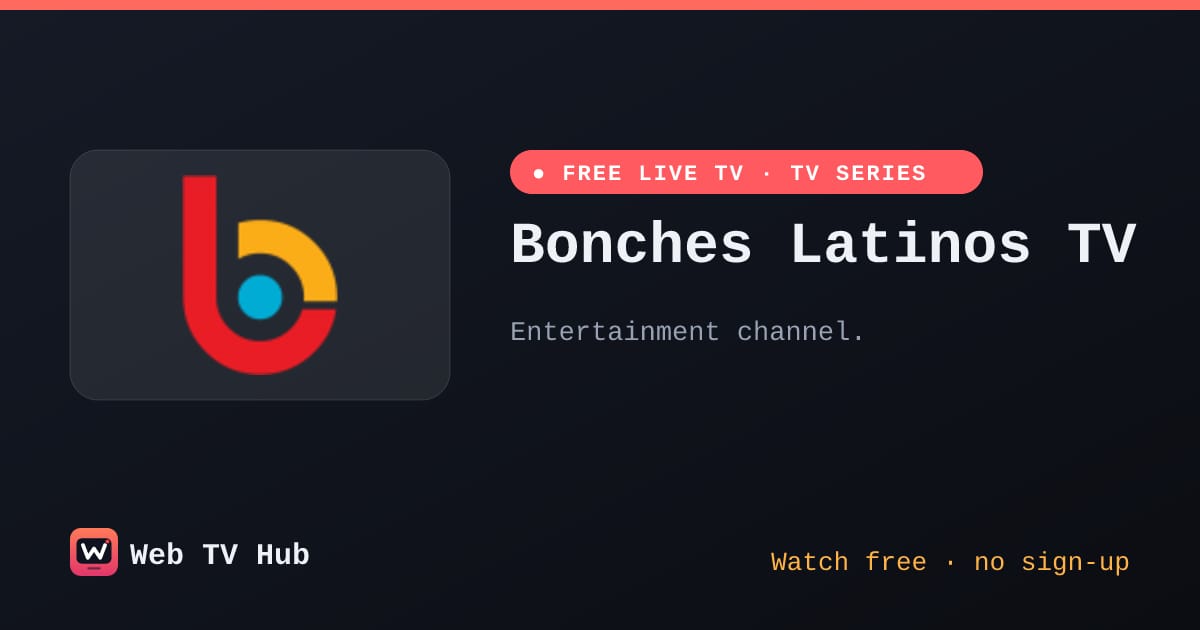 ● FREE LIVE TV · TV SERIES
Bonches Latinos TV
Entertainment channel.
Web TV Hub
Watch free · no sign-up